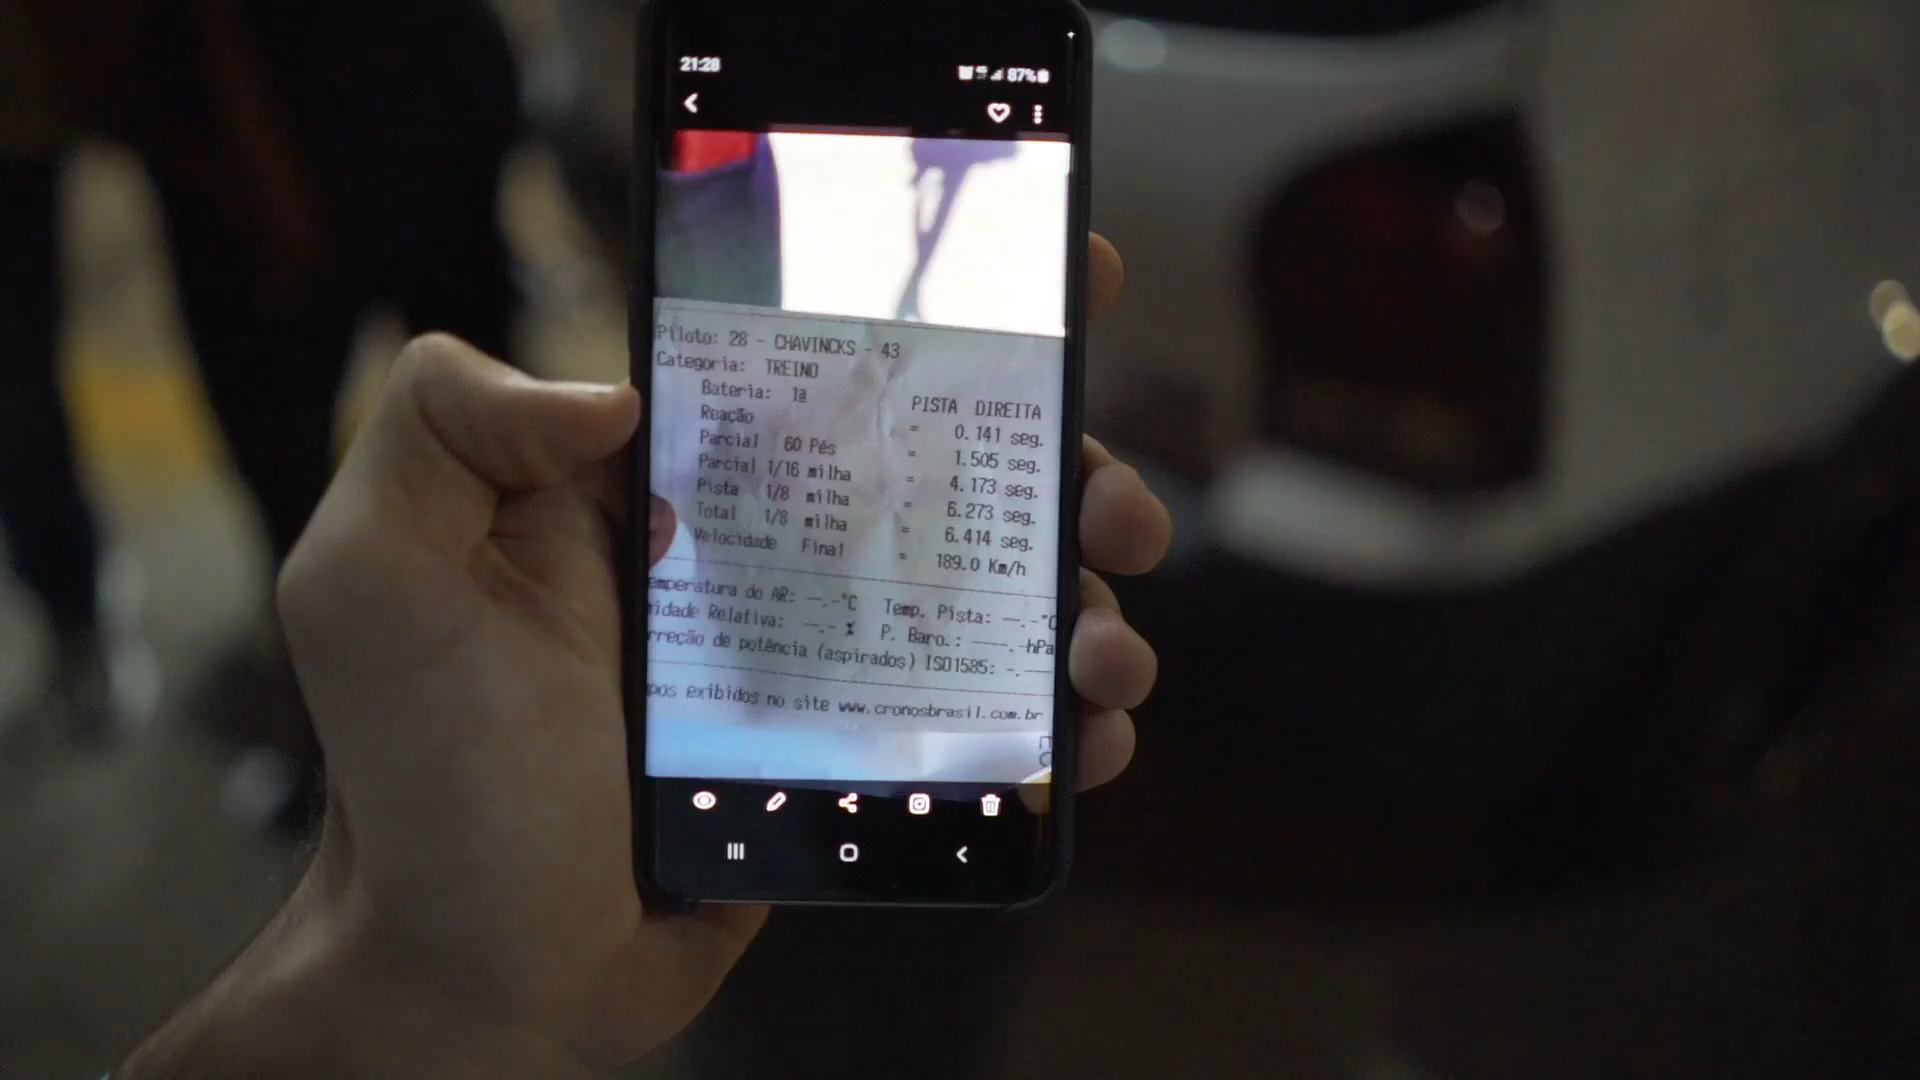 21:20
87%
Piloto: 28 - CHAVINCKS - 43
Categoria: TREINO
Bateria: 1ª PISTA DIREITA
Reação = 0.141 seg.
Parcial 60 Pés = 1.505 seg.
Parcial 1/16 milha = 4.173 seg.
Pista 1/8 milha = 6.273 seg.
Total 1/8 milha = 6.414 seg.
Velocidade Final = 189.0 Km/h
emperatura do AR: --.-°C Temp. Pista: --.-°C
idade Relativa: --.- % P. Baro.: ----.-hPa
rreção de potência (aspirados) ISO1585: -.---
pos exibidos no site www.cronosbrasil.com.br